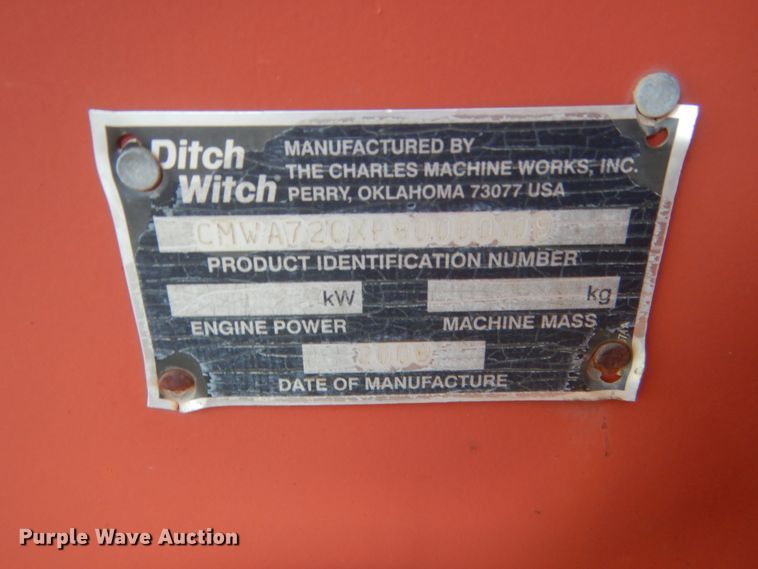 Ditch
Witch
MANUFACTURED BY
THE CHARLES MACHINE WORKS, INC.
PERRY, OKLAHOMA 73077 USA
PRODUCT IDENTIFICATION NUMBER
kW
kg
ENGINE POWER
MACHINE MASS
2006
DATE OF MANUFACTURE
Purple Wave Auction